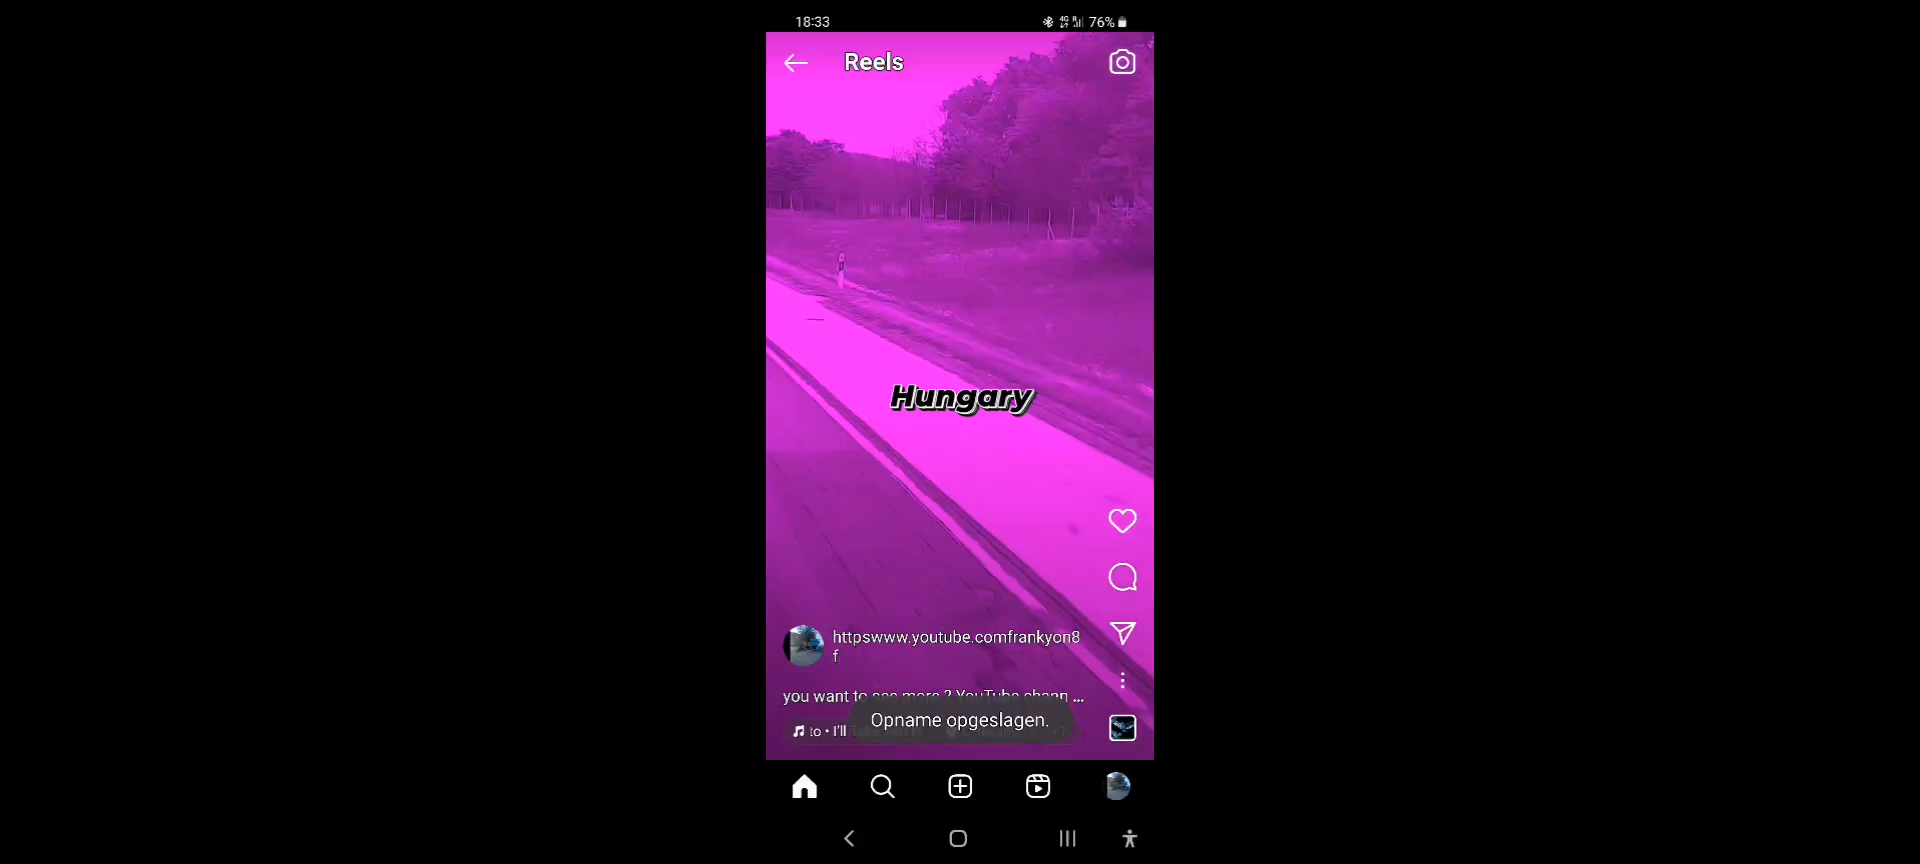 18:33
76%
Reels
Hungary
httpswww.youtube.comfrankyon8
f
you want to see more ? YouTube chann ...
Opname opgeslagen.
to • I'll